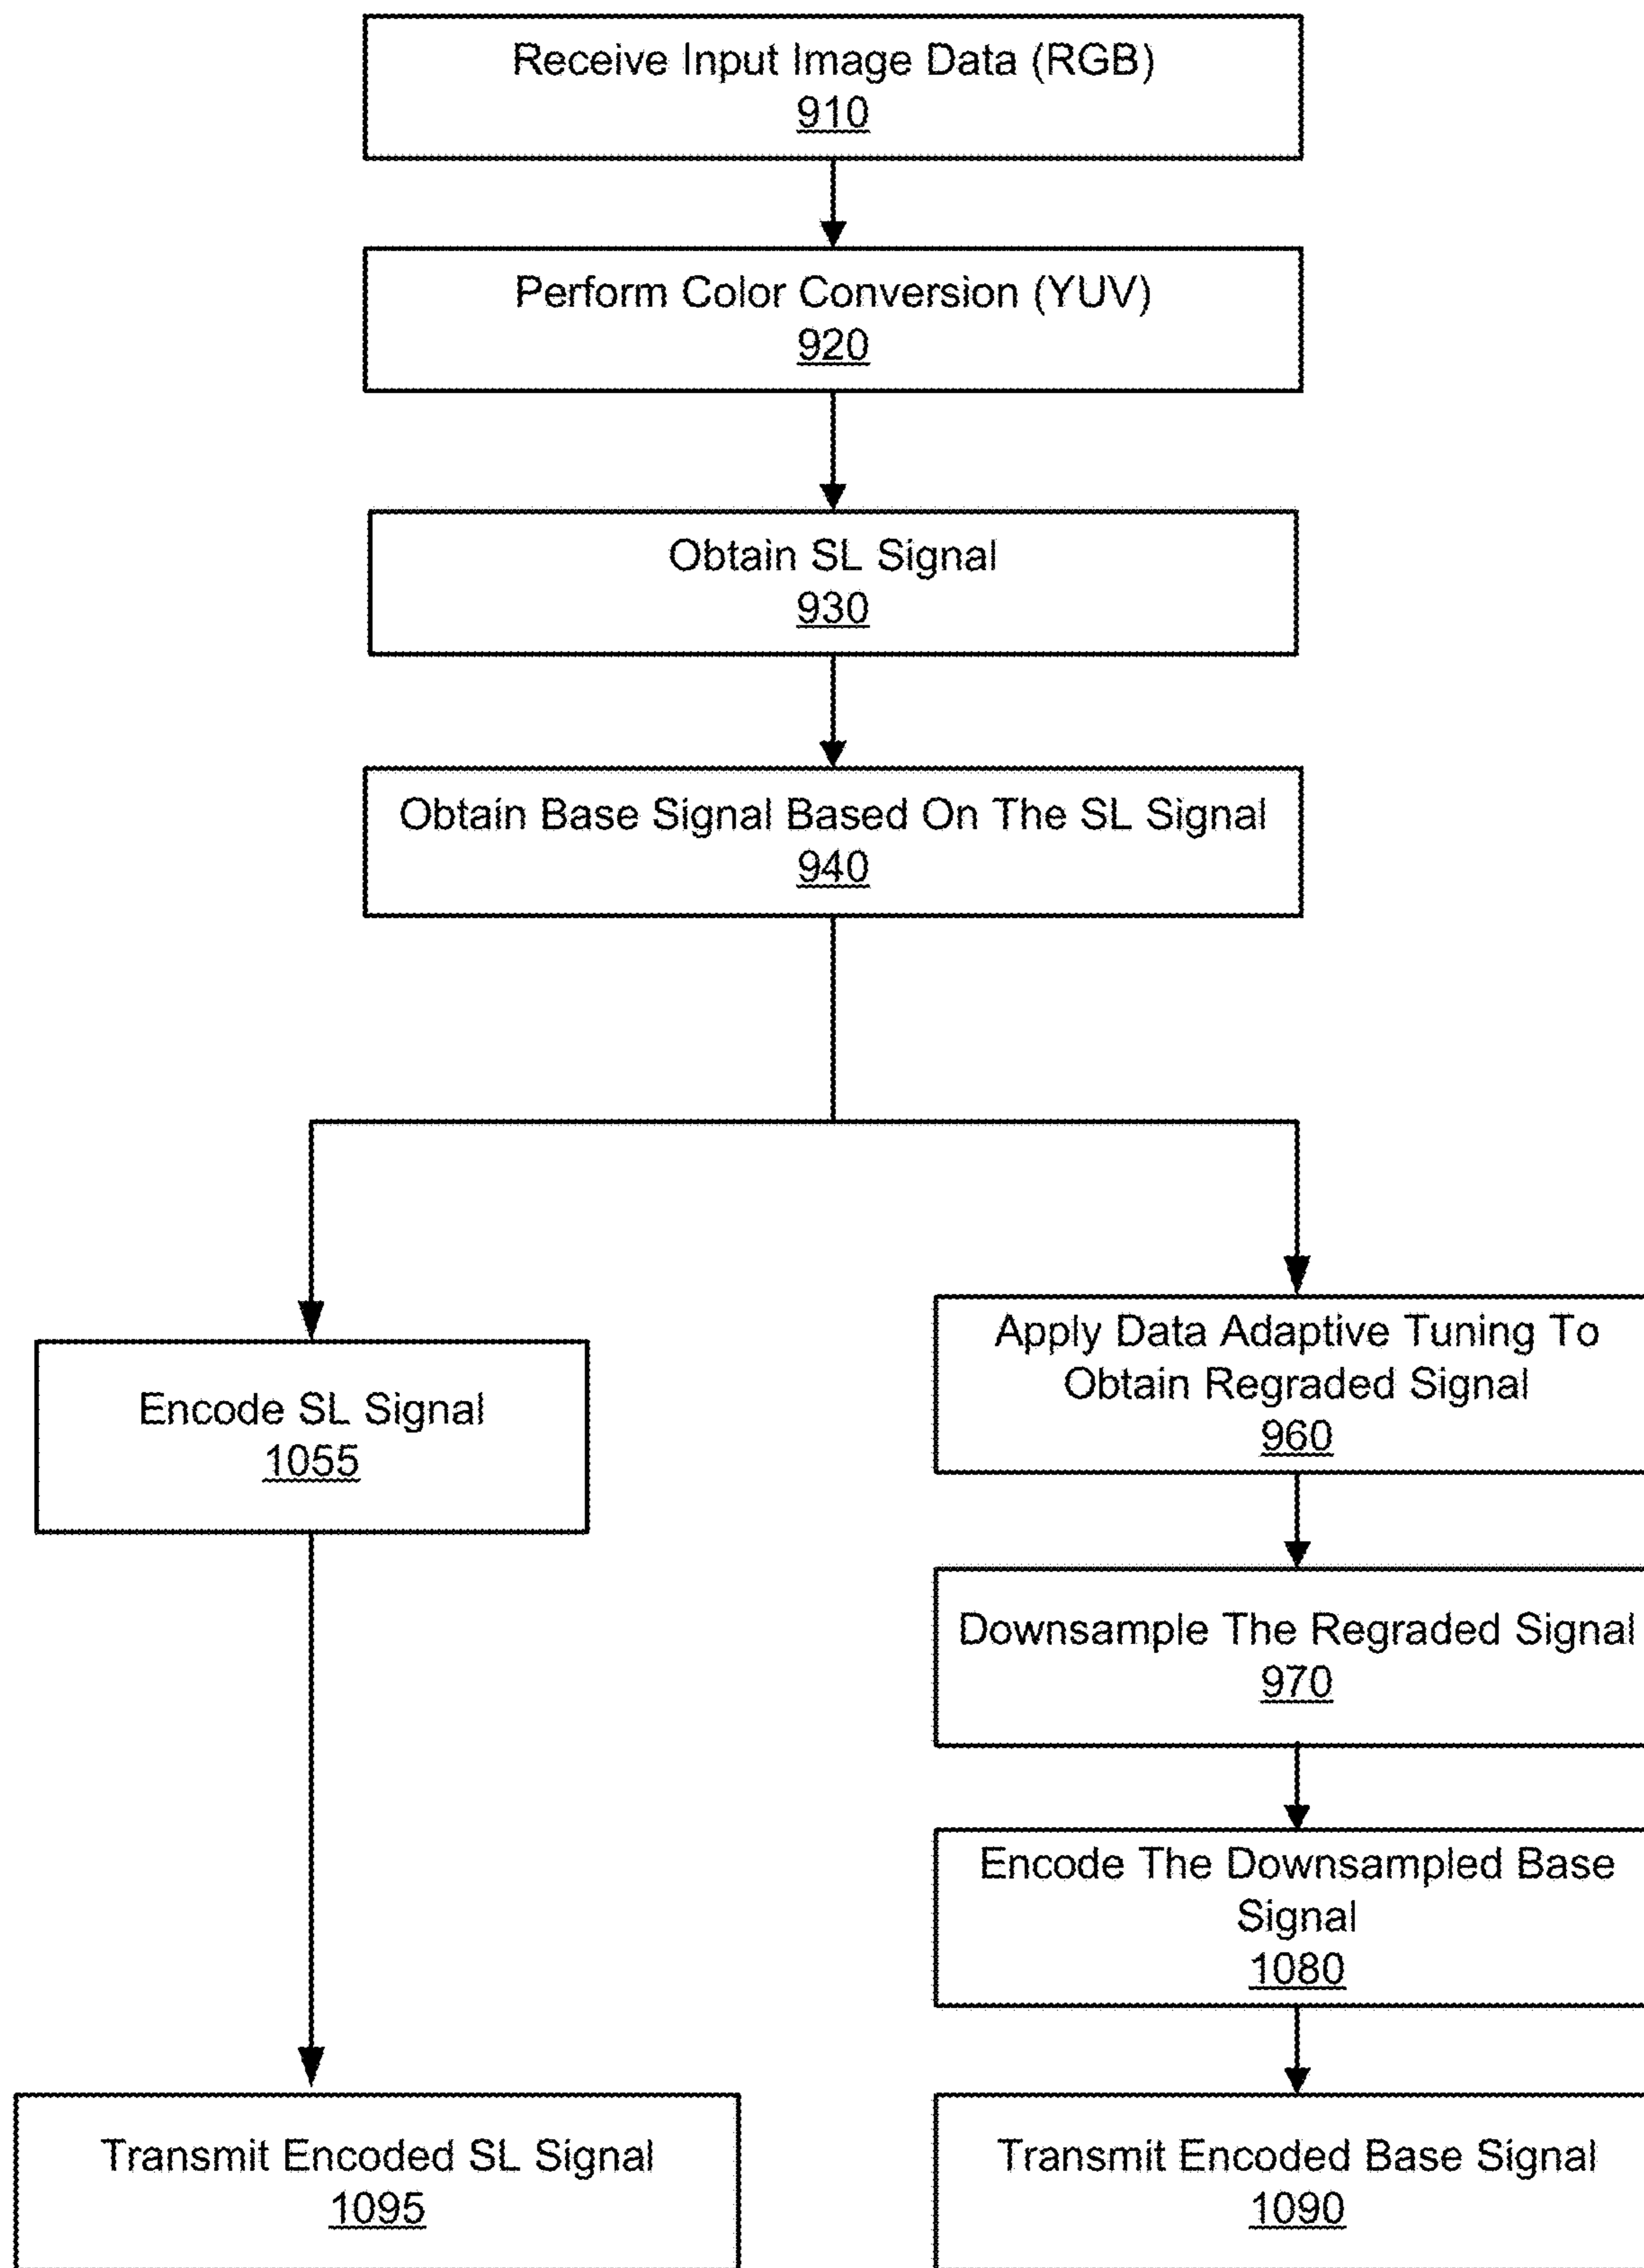 Receive Input Image Data (RGB)
910
Perform Color Conversion (YUV)
920
Obtain SL Signal
930
Obtain Base Signal Based On The SL Signal
940
Encode SL Signal
1055
Apply Data Adaptive Tuning To
Obtain Regraded Signal
960
Downsample The Regraded Signal
970
Encode The Downsampled Base
Signal
1080
Transmit Encoded SL Signal
1095
Transmit Encoded Base Signal
1090